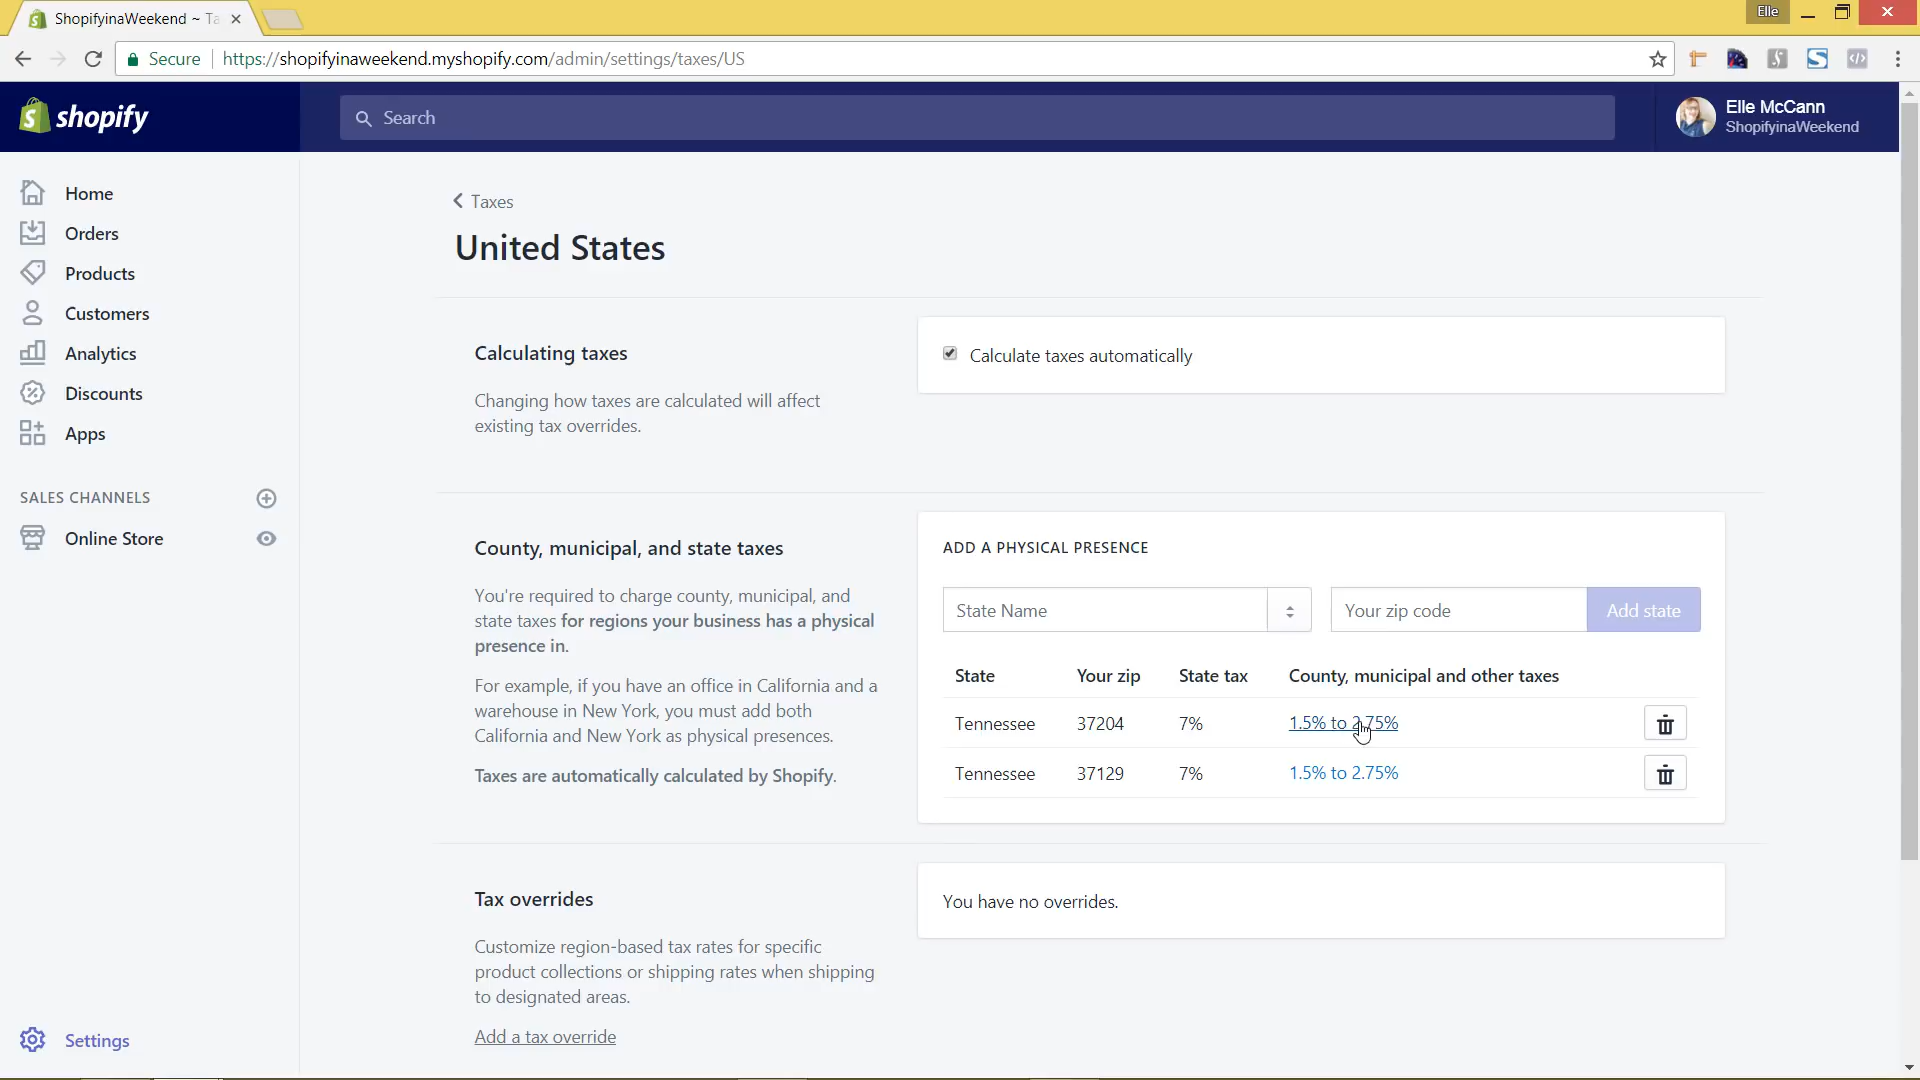 ShopifyinaWeekend ~ Ta
Elle
Secure
https://shopifyinaweekend.myshopify.com/admin/settings/taxes/US
shopify
Search
Elle McCann
ShopifyinaWeekend
Home
Orders
Products
Customers
Analytics
Discounts
Apps
SALES CHANNELS
Online Store
Settings
Taxes
United States
Calculating taxes
Changing how taxes are calculated will affect
existing tax overrides.
Calculate taxes automatically
County, municipal, and state taxes
You're required to charge county, municipal, and
state taxes for regions your business has a physical
presence in.
For example, if you have an office in California and a
warehouse in New York, you must add both
California and New York as physical presences.
Taxes are automatically calculated by Shopify.
ADD A PHYSICAL PRESENCE
State Name
Your zip code
Add state
State Your zip State tax County, municipal and other taxes
Tennessee 37204 7% 1.5% to 2.75%
Tennessee 37129 7% 1.5% to 2.75%
Tax overrides
Customize region-based tax rates for specific
product collections or shipping rates when shipping
to designated areas.
Add a tax override
You have no overrides.